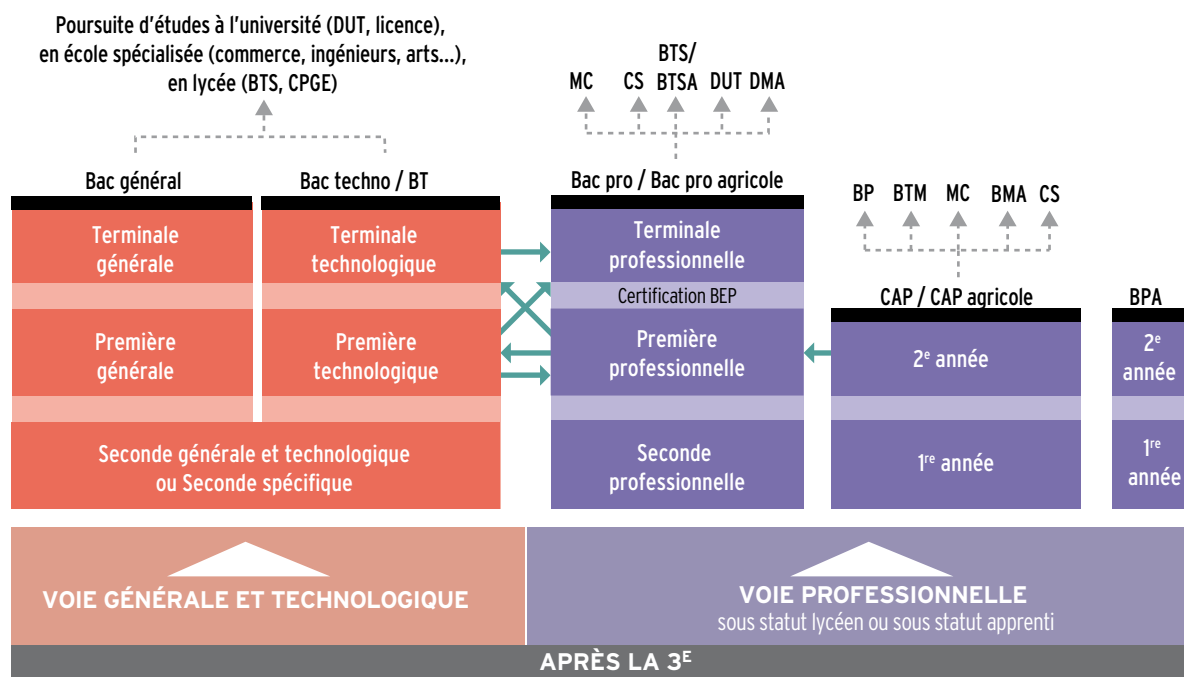 Poursuite d'études à l'université (DUT, licence),
en école spécialisée (commerce, ingénieurs, arts...),
en lycée (BTS, CPGE)
Bac général
Bac techno / BT
Terminale
générale
Terminale
technologique
Première
générale
Première
technologique
Seconde générale et technologique
ou Seconde spécifique
MC
CS
BTS/
BTSA
DUT
DMA
Bac pro / Bac pro agricole
Terminale
professionnelle
Certification BEP
Première
professionnelle
Seconde
professionnelle
BP
BTM
MC
BMA
CS
CAP / CAP agricole
2e année
1re année
BPA
2e
année
1re
année
VOIE GÉNÉRALE ET TECHNOLOGIQUE
VOIE PROFESSIONNELLE
sous statut lycéen ou sous statut apprenti
APRÈS LA 3E